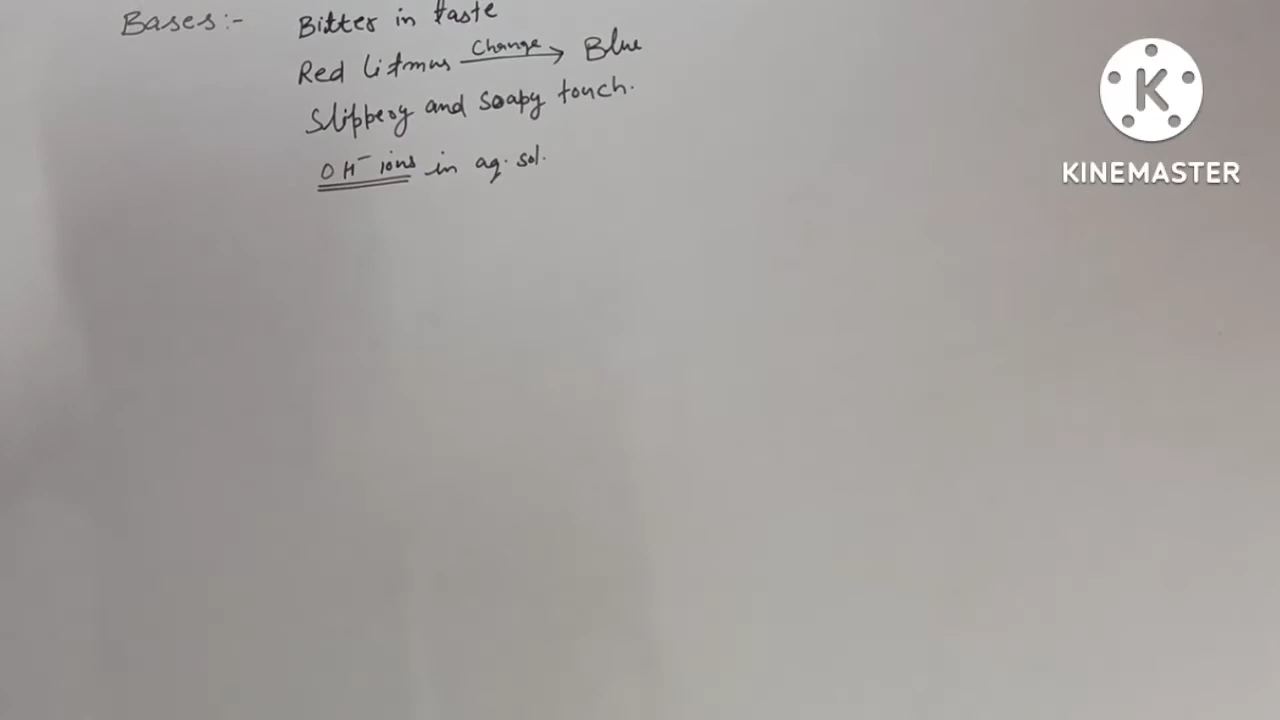 Bases:- Bitter in taste
Red litmus Change → Blue
Slippery and Soapy touch.
OH⁻ ions in aq. sol.
K
KINEMASTER